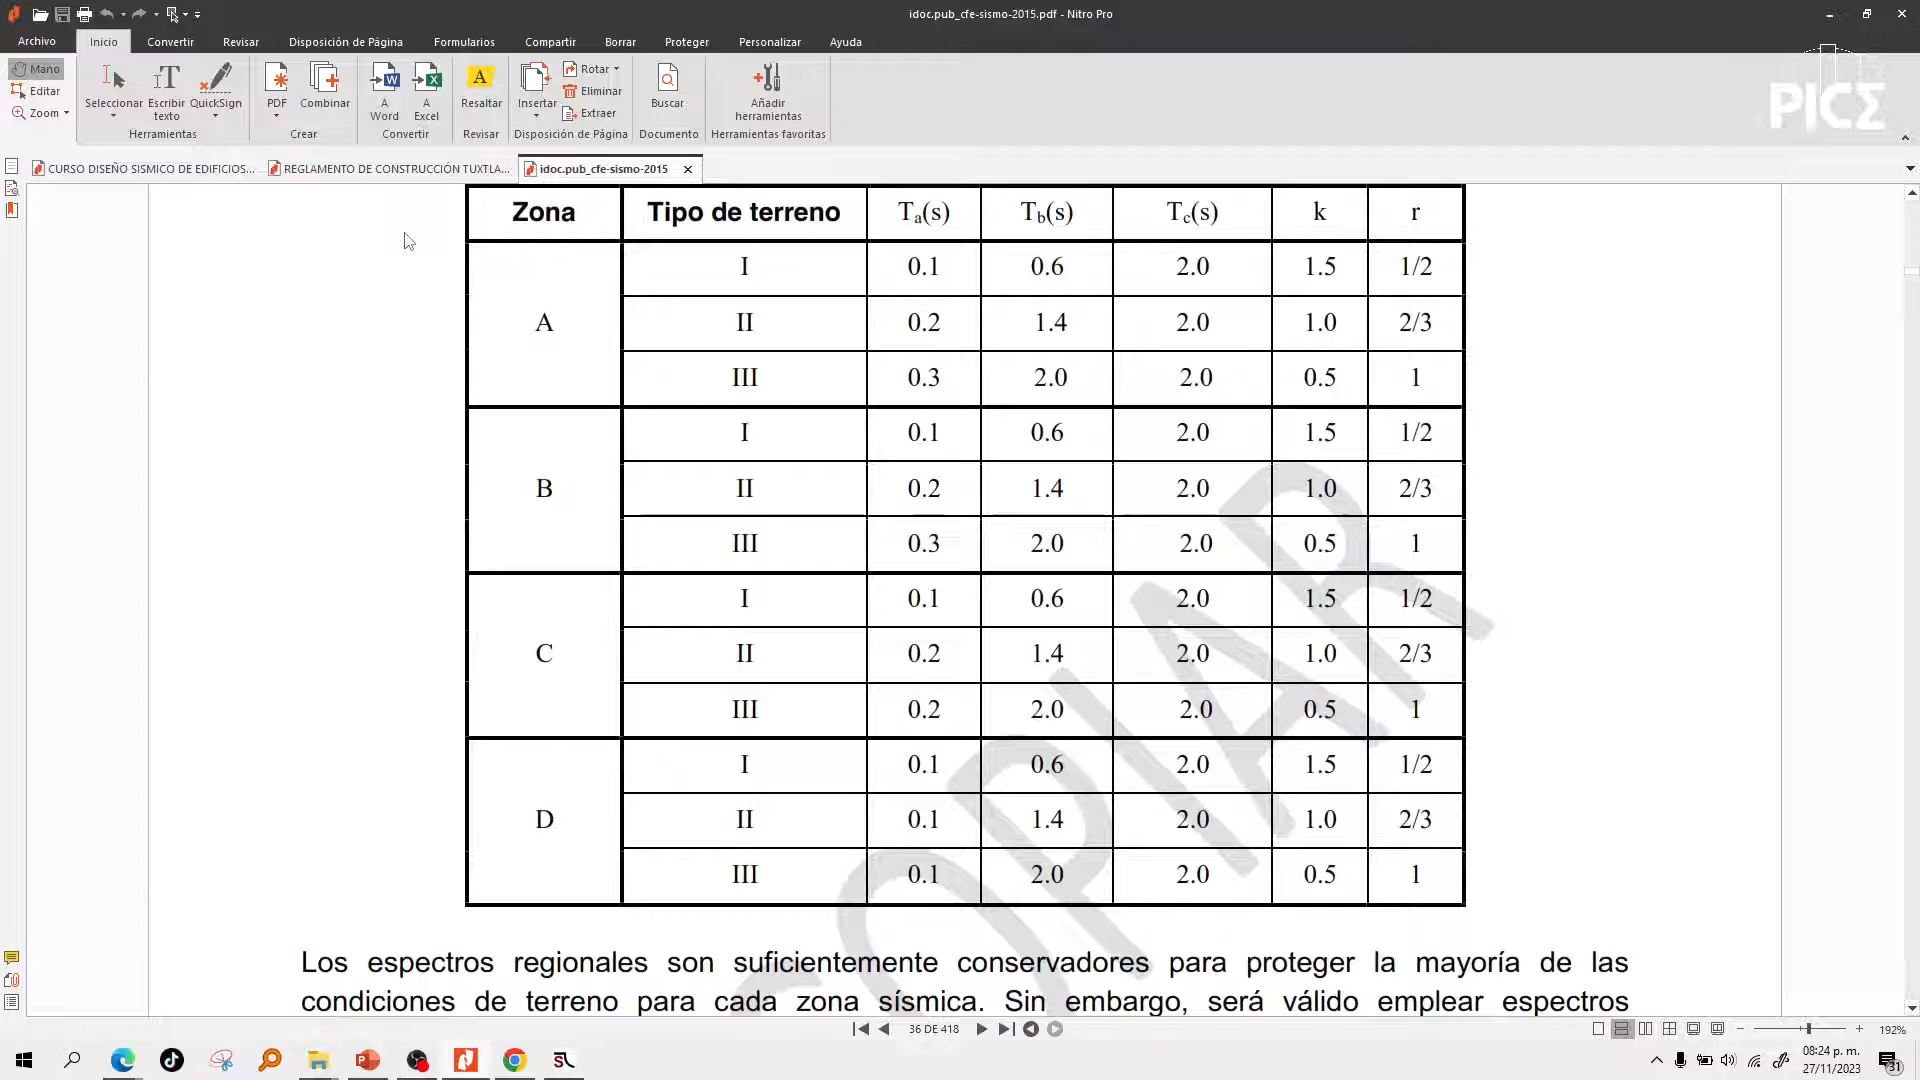 idoc.pub_cfe-sismo-2015.pdf - Nitro Pro
Archivo Inicio Convertir Revisar Disposición de Página Formularios Compartir Borrar Proteger Personalizar Ayuda
Mano
Editar
Zoom
Seleccionar
Escribir texto
QuickSign
Herramientas
PDF
Combinar
Crear
A Word
A Excel
Convertir
Resaltar
Revisar
Insertar
Rotar
Eliminar
Extraer
Disposición de Página
Buscar
Documento
Añadir herramientas
Herramientas favoritas
PICΣ
CURSO DISEÑO SISMICO DE EDIFICIOS... REGLAMENTO DE CONSTRUCCIÓN TUXTLA... idoc.pub_cfe-sismo-2015
Zona Tipo de terreno Ta(s) Tb(s) Tc(s) k r
A
I 0.1 0.6 2.0 1.5 1/2
II 0.2 1.4 2.0 1.0 2/3
III 0.3 2.0 2.0 0.5 1
B
I 0.1 0.6 2.0 1.5 1/2
II 0.2 1.4 2.0 1.0 2/3
III 0.3 2.0 2.0 0.5 1
C
I 0.1 0.6 2.0 1.5 1/2
II 0.2 1.4 2.0 1.0 2/3
III 0.2 2.0 2.0 0.5 1
D
I 0.1 0.6 2.0 1.5 1/2
II 0.1 1.4 2.0 1.0 2/3
III 0.1 2.0 2.0 0.5 1
OPIAR
Los espectros regionales son suficientemente conservadores para proteger la mayoría de las
condiciones de terreno para cada zona sísmica. Sin embargo, será válido emplear espectros
36 DE 418
192%
08:24 p. m.
27/11/2023
31